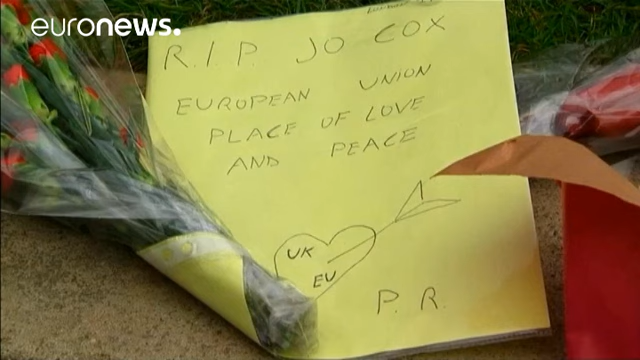 euronews.
R.I.P. JO COX
EUROPEAN UNION
PLACE OF LOVE
AND PEACE
UK
EU
P.R.